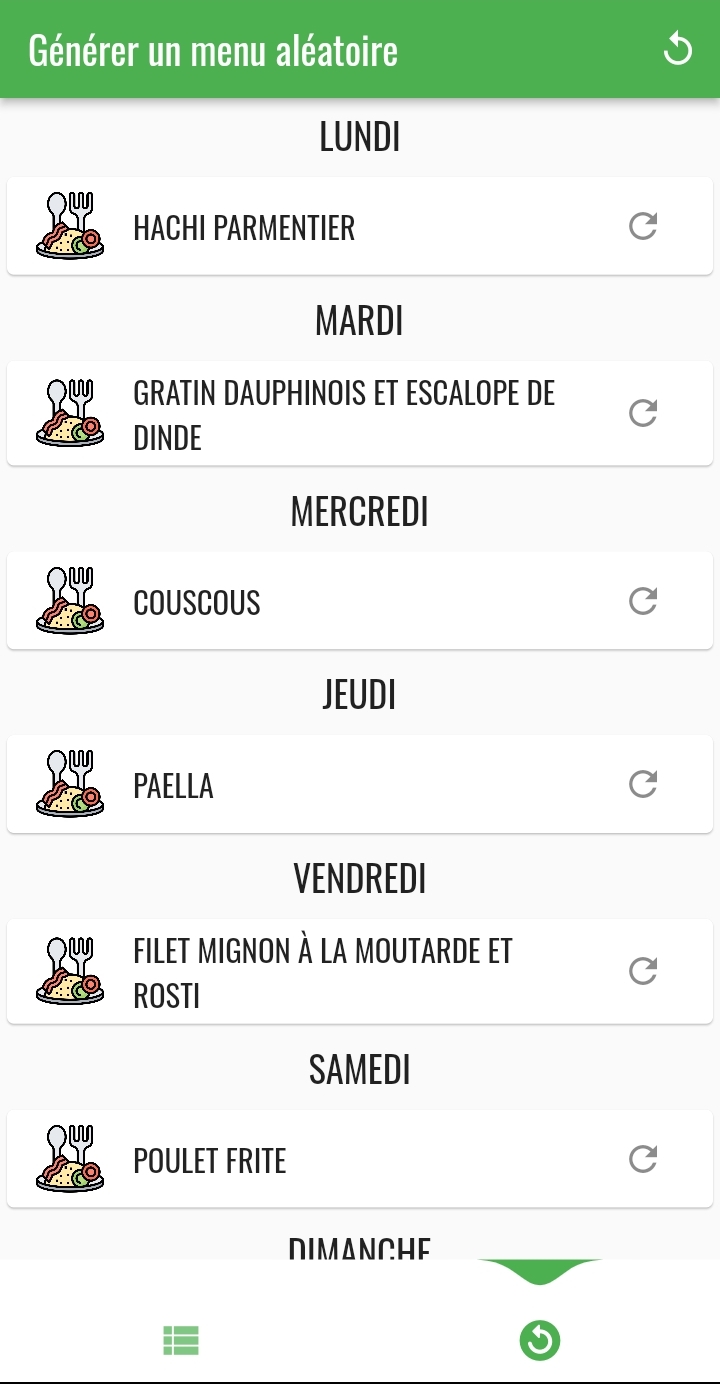 Générer un menu aléatoire
LUNDI
HACHI PARMENTIER
MARDI
GRATIN DAUPHINOIS ET ESCALOPE DE
DINDE
MERCREDI
COUSCOUS
JEUDI
PAELLA
VENDREDI
FILET MIGNON À LA MOUTARDE ET
ROSTI
SAMEDI
POULET FRITE
DIMANCHE